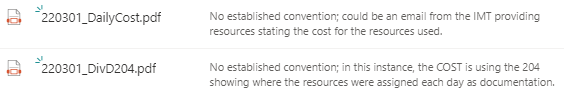 220301_DailyCost.pdf
No established convention; could be an email from the IMT providing
resources stating the cost for the resources used.
220301_DivD204.pdf
No established convention; in this instance, the COST is using the 204
showing where the resources were assigned each day as documentation.